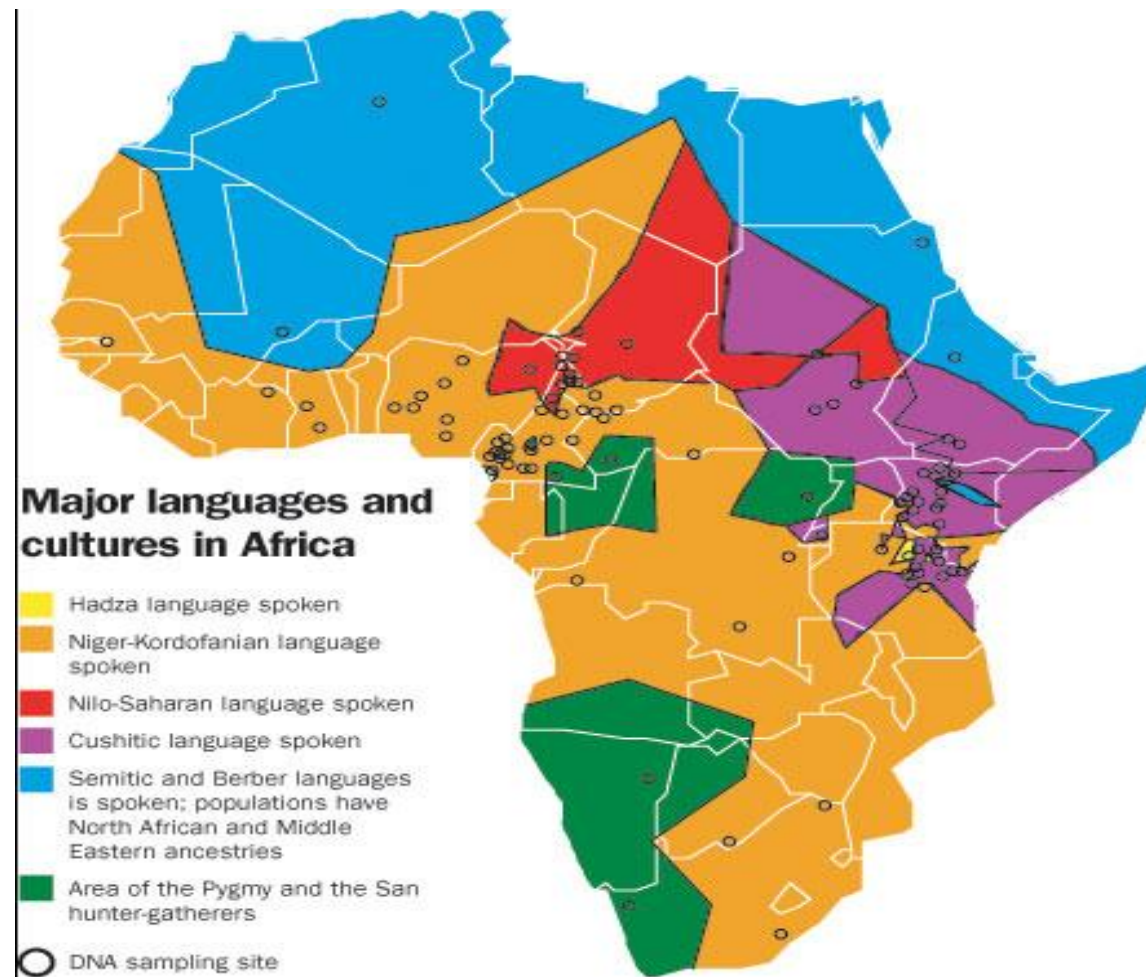 Major languages and
cultures in Africa
Hadza language spoken
Niger-Kordofanian language
spoken
Nilo-Saharan language spoken
Cushitic language spoken
Semitic and Berber languages
is spoken; populations have
North African and Middle
Eastern ancestries
Area of the Pygmy and the San
hunter-gatherers
DNA sampling site